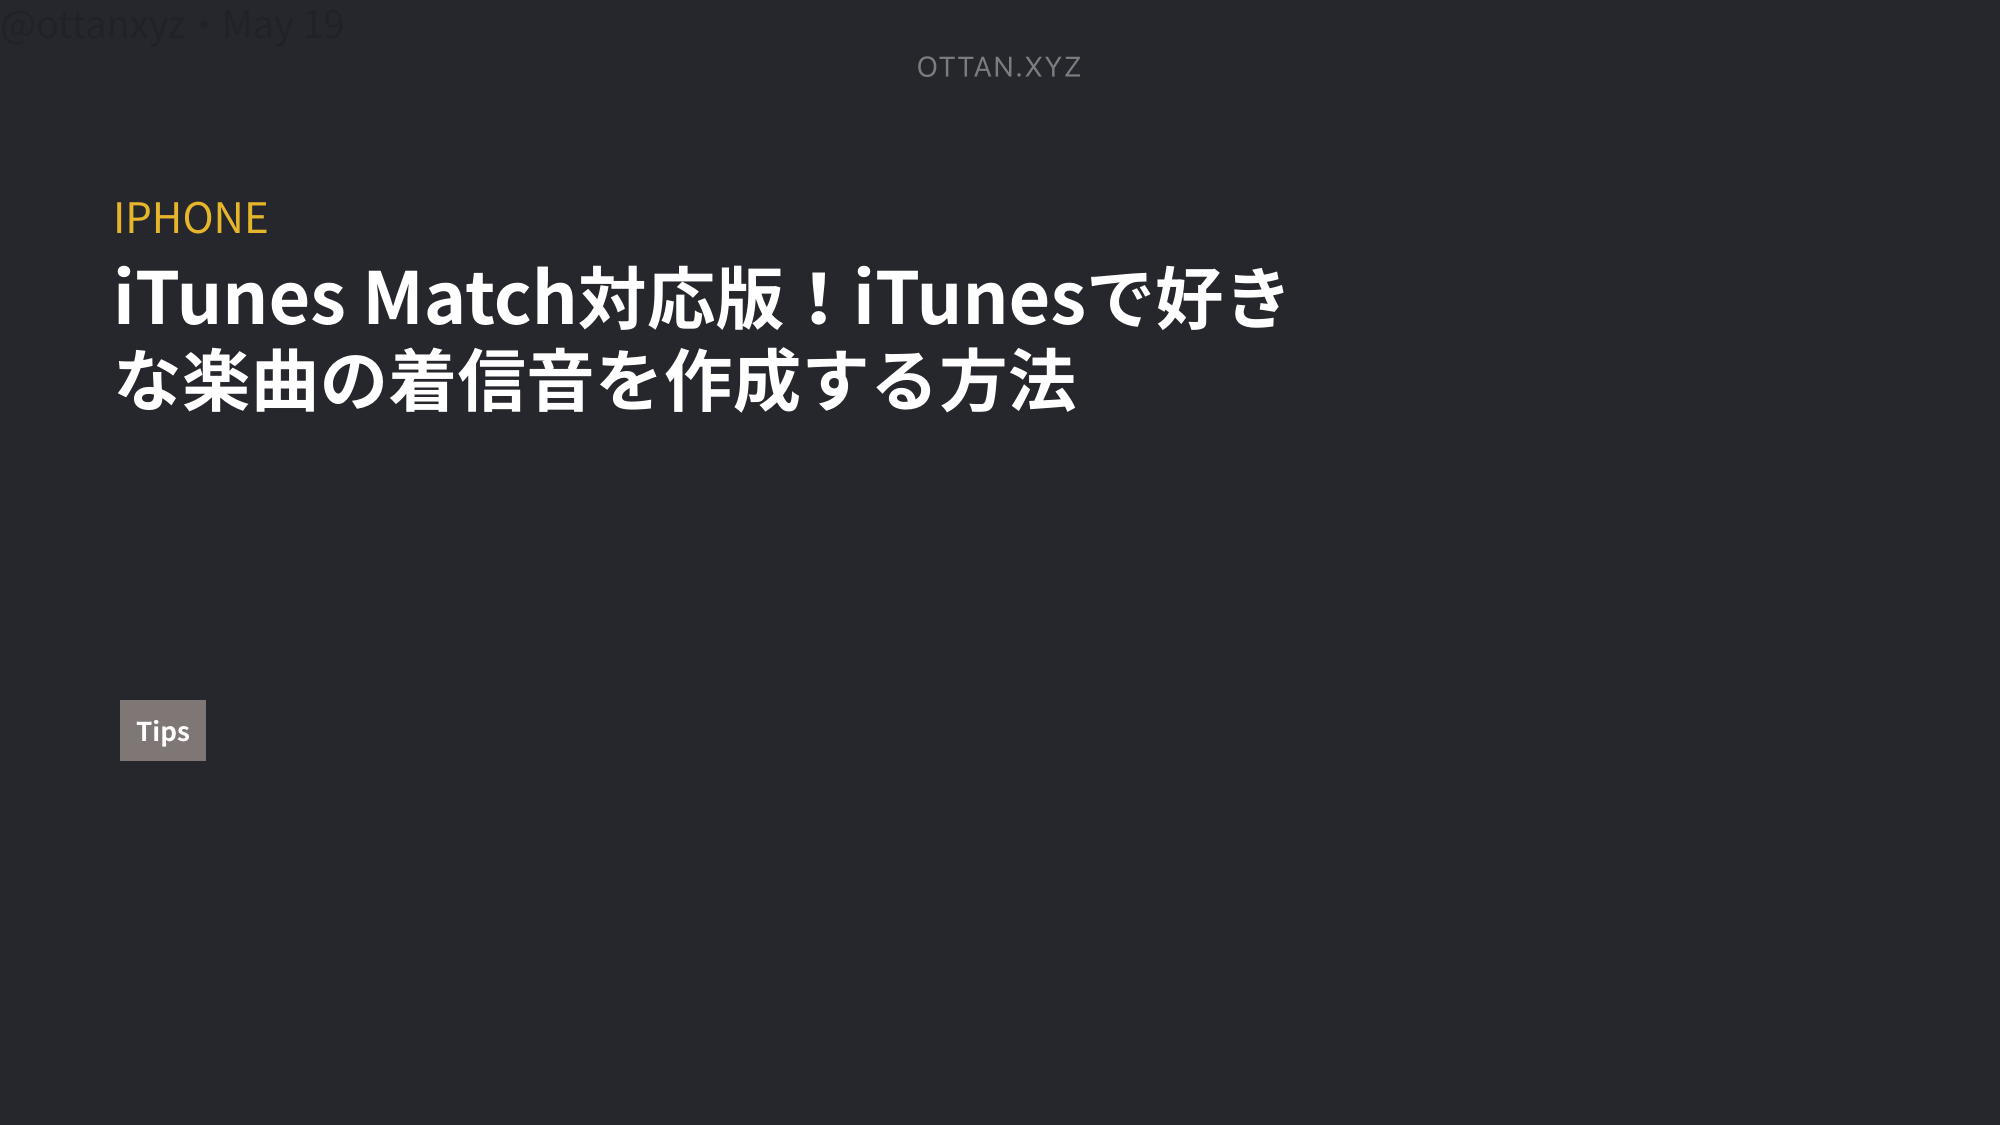 @ottanxyz・May 19
OTTAN.XYZ
IPHONE
iTunes Match対応版！iTunesで好き
な楽曲の着信音を作成する方法
Tips